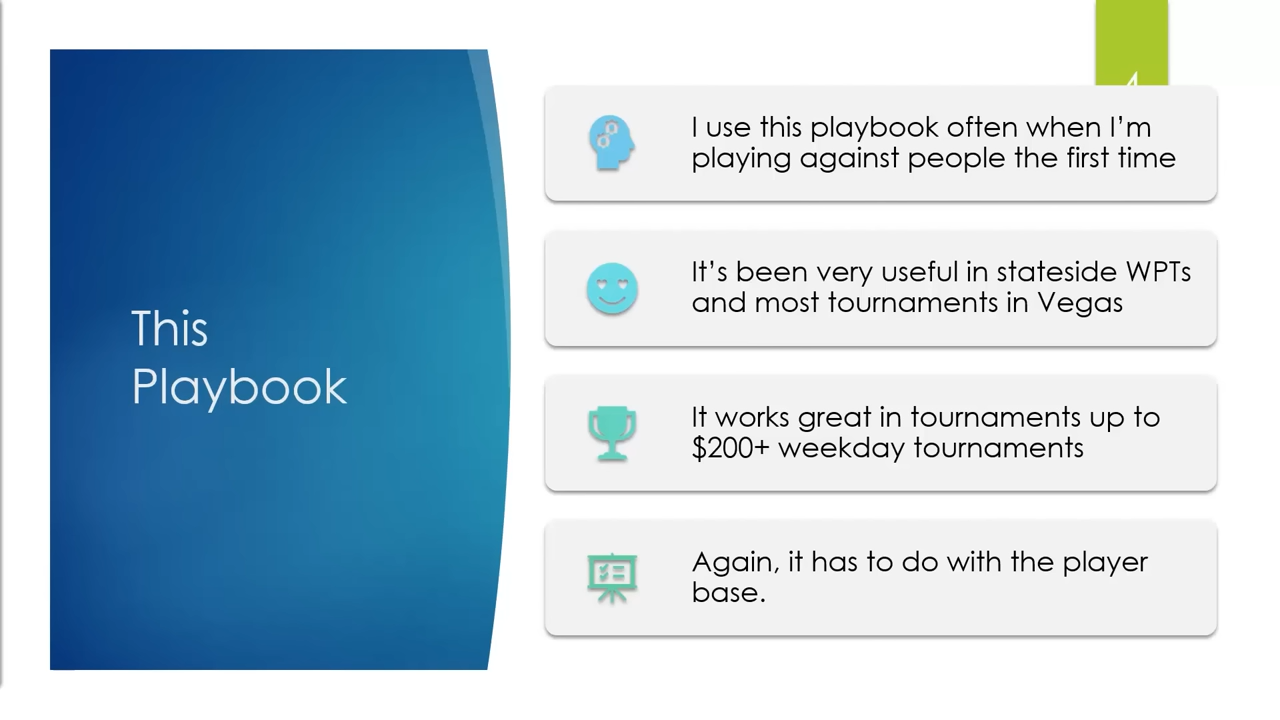 4
I use this playbook often when I’m
playing against people the first time
It’s been very useful in stateside WPTs
and most tournaments in Vegas
This
Playbook
It works great in tournaments up to
$200+ weekday tournaments
Again, it has to do with the player
base.